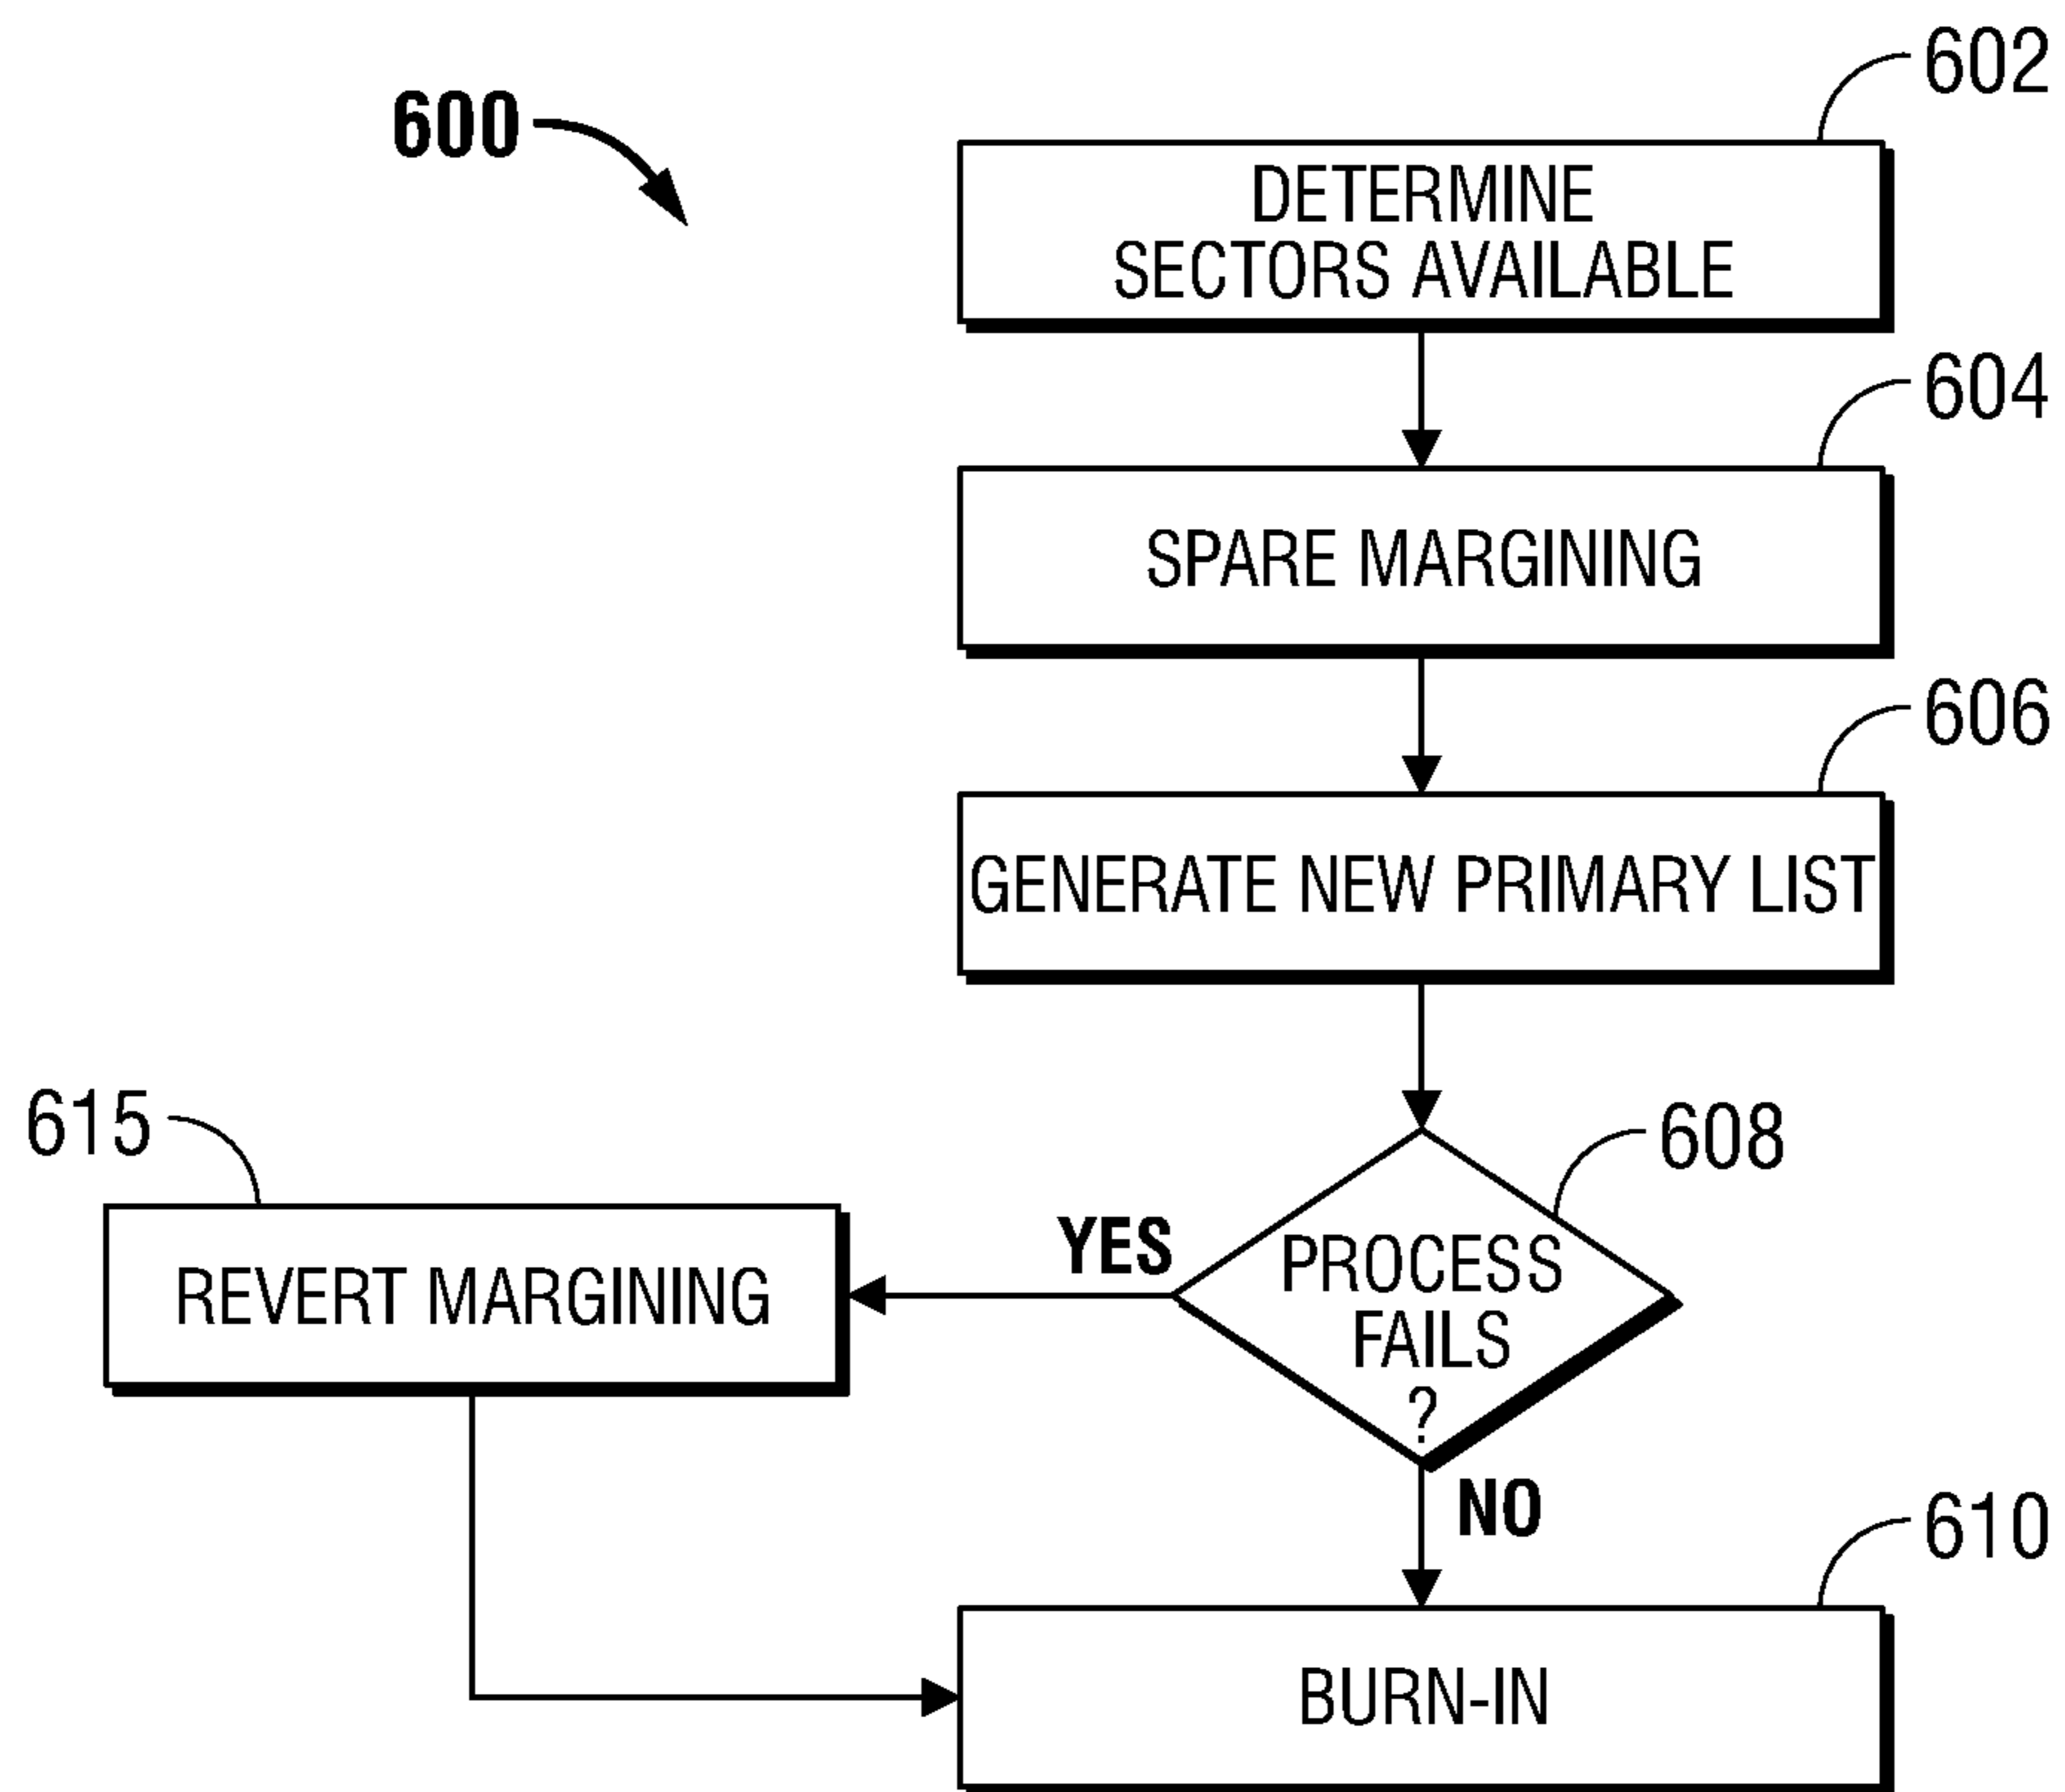 600
602
DETERMINE
SECTORS AVAILABLE
604
SPARE MARGINING
606
GENERATE NEW PRIMARY LIST
608
PROCESS
FAILS
?
YES
615
REVERT MARGINING
NO
610
BURN-IN